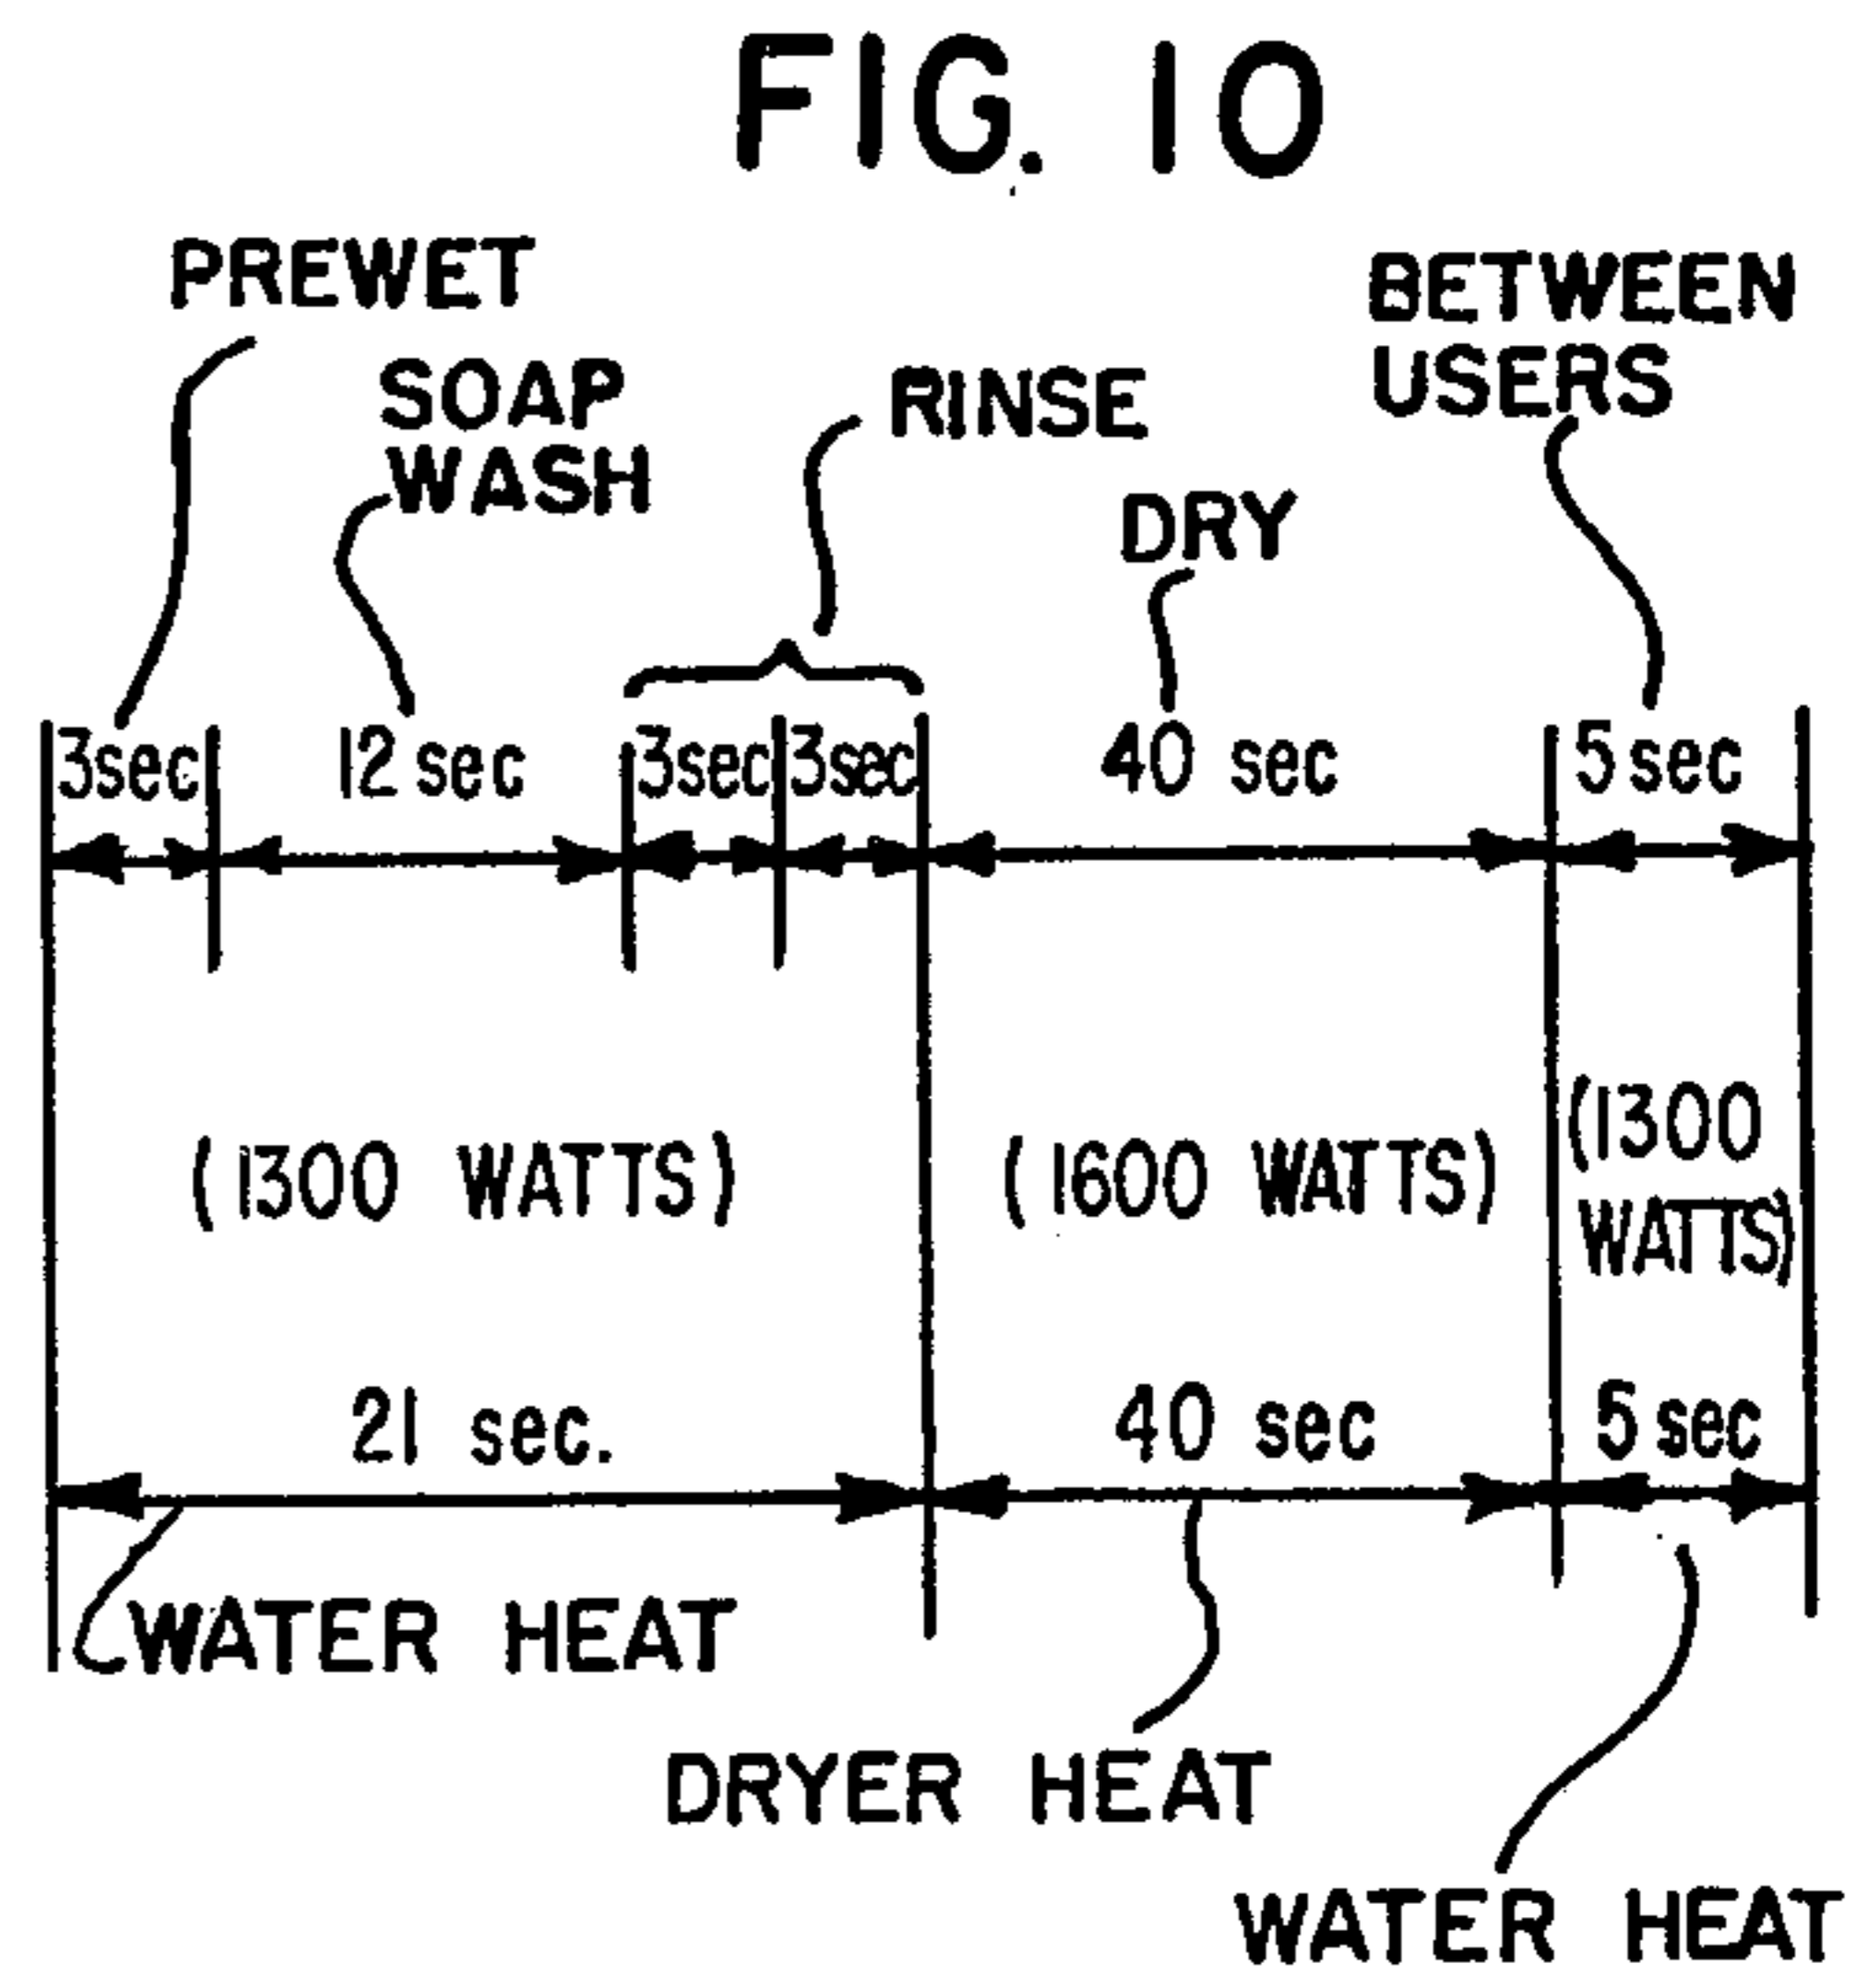 FIG. 10
PREWET
BETWEEN
USERS
SOAP
WASH
RINSE
DRY
3sec
12 sec
3sec
3sec
40 sec
5 sec
(1300 WATTS)
(1600 WATTS)
(1300
WATTS)
21 sec.
40 sec
5 sec
WATER HEAT
DRYER HEAT
WATER HEAT